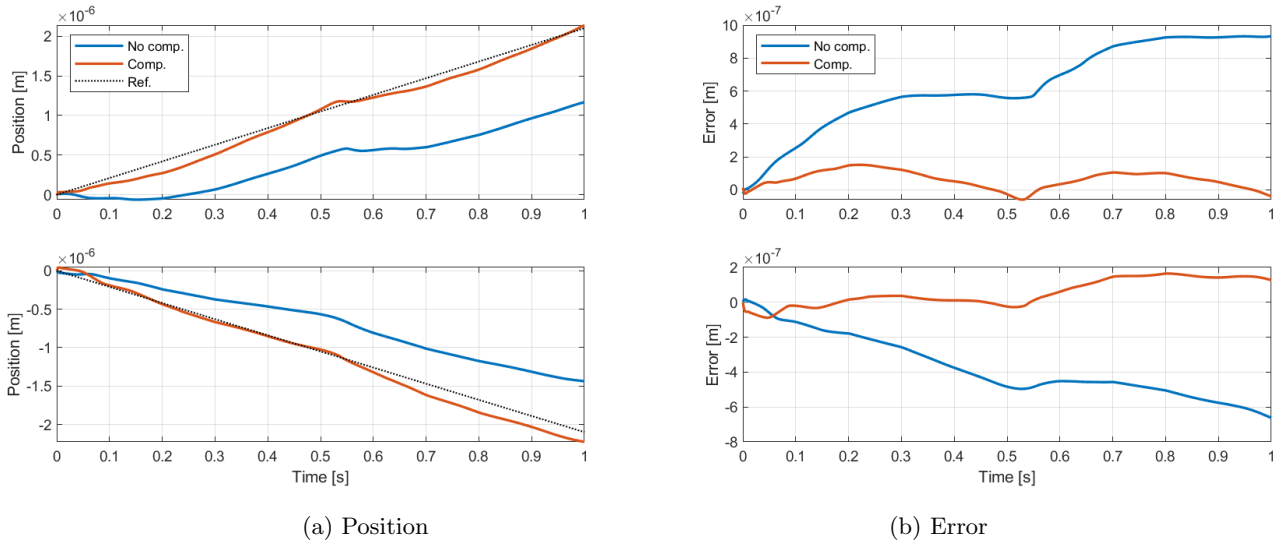 ×10⁻⁶
2
1.5
1
0.5
0
Position [m]
No comp.
Comp.
Ref.
0 0.1 0.2 0.3 0.4 0.5 0.6 0.7 0.8 0.9 1
×10⁻⁶
0
-0.5
-1
-1.5
-2
Position [m]
0 0.1 0.2 0.3 0.4 0.5 0.6 0.7 0.8 0.9 1
Time [s]
(a) Position
×10⁻⁷
10
8
6
4
2
0
Error [m]
No comp.
Comp.
0 0.1 0.2 0.3 0.4 0.5 0.6 0.7 0.8 0.9 1
×10⁻⁷
2
0
-2
-4
-6
-8
Error [m]
0 0.1 0.2 0.3 0.4 0.5 0.6 0.7 0.8 0.9 1
Time [s]
(b) Error